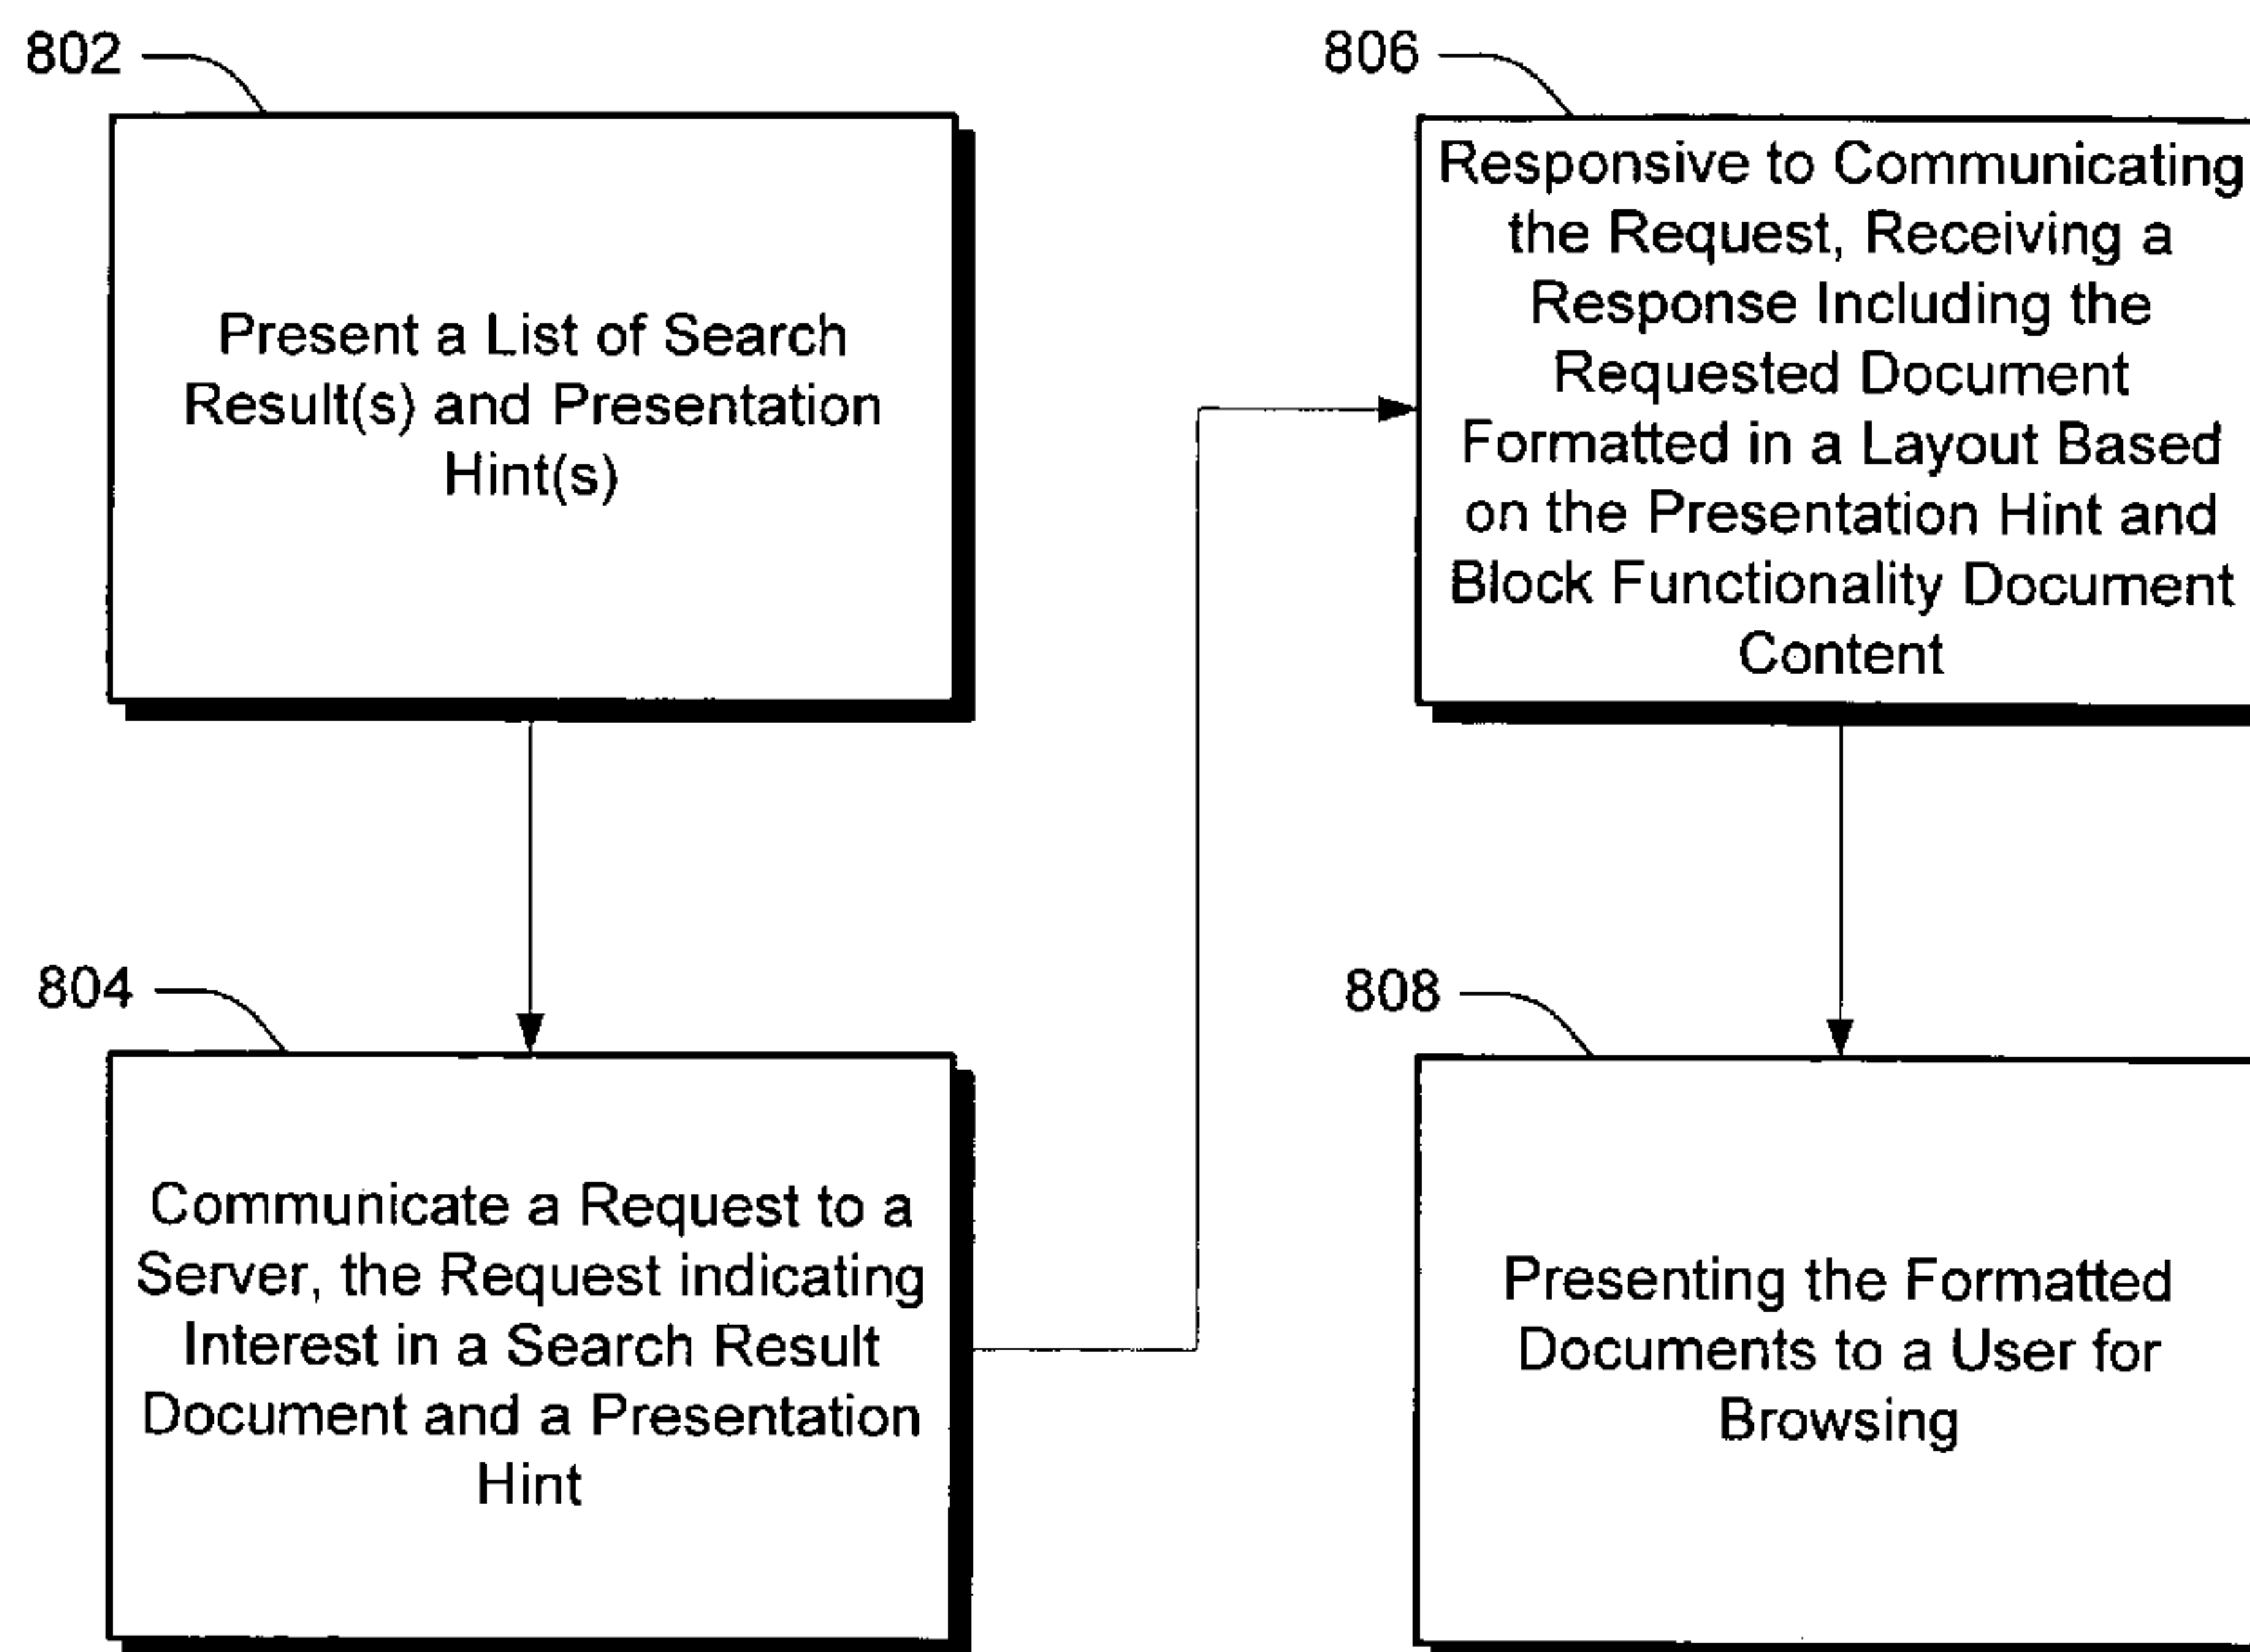 802
Present a List of Search
Result(s) and Presentation
Hint(s)
804
Communicate a Request to a
Server, the Request indicating
Interest in a Search Result
Document and a Presentation
Hint
806
Responsive to Communicating
the Request, Receiving a
Response Including the
Requested Document
Formatted in a Layout Based
on the Presentation Hint and
Block Functionality Document
Content
808
Presenting the Formatted
Documents to a User for
Browsing